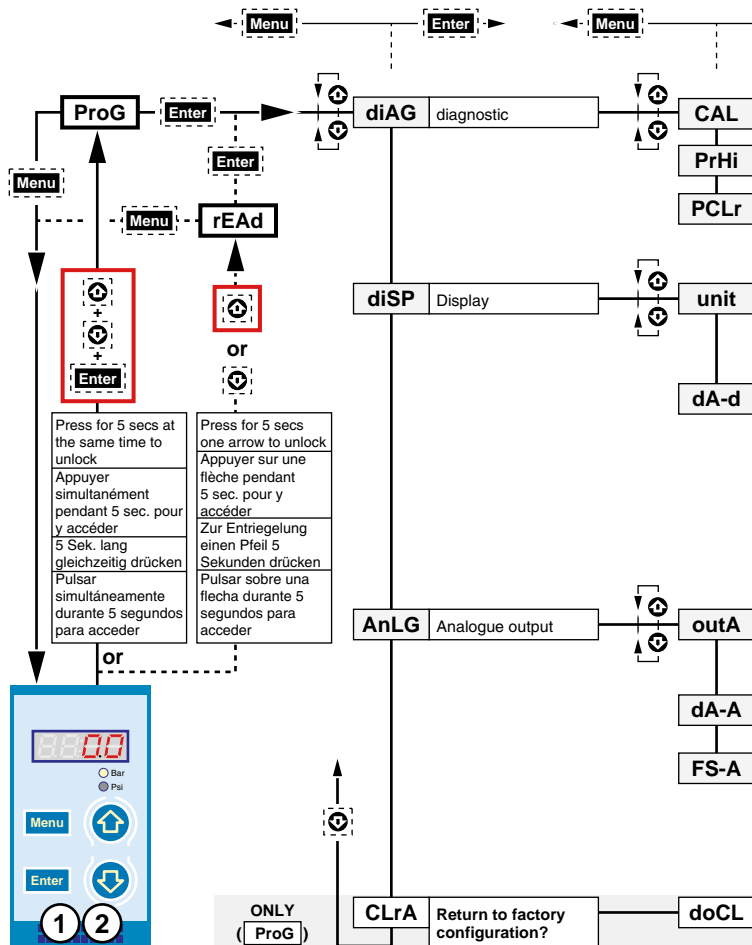 Menu
Enter
Menu
ProG
Enter
diAG
diagnostic
CAL
Enter
PrHi
Menu
Menu
rEAd
PCLr
diSP
Display
unit
+
or
+
Enter
dA-d
Press for 5 secs at
the same time to
unlock
Appuyer
simultanément
pendant 5 sec. pour
y accéder
5 Sek. lang
gleichzeitig drücken
Pulsar
simultáneamente
durante 5 segundos
para acceder
Press for 5 secs
one arrow to unlock
Appuyer sur une
flèche pendant
5 sec. pour y
accéder
Zur Entriegelung
einen Pfeil 5
Sekunden drücken
Pulsar sobre una
flecha durante 5
segundos para
acceder
AnLG
Analogue output
outA
or
dA-A
FS-A
0.0
Bar
Psi
Menu
Enter
1 2
ONLY
( ProG )
CLrA
Return to factory
configuration?
doCL